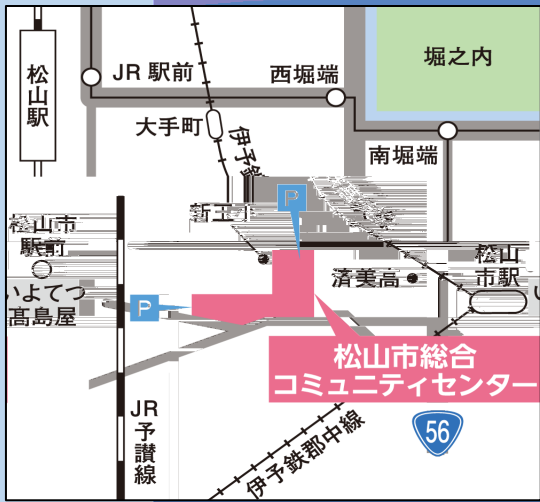 松山駅
JR 駅前
西堀端
堀之内
大手町
南堀端
伊予鉄
P
松山市
駅前
済美高
松山
市駅
いよてつ
髙島屋
P
い
松山市総合
コミュニティセンター
JR予讃線
伊予鉄郡中線
56